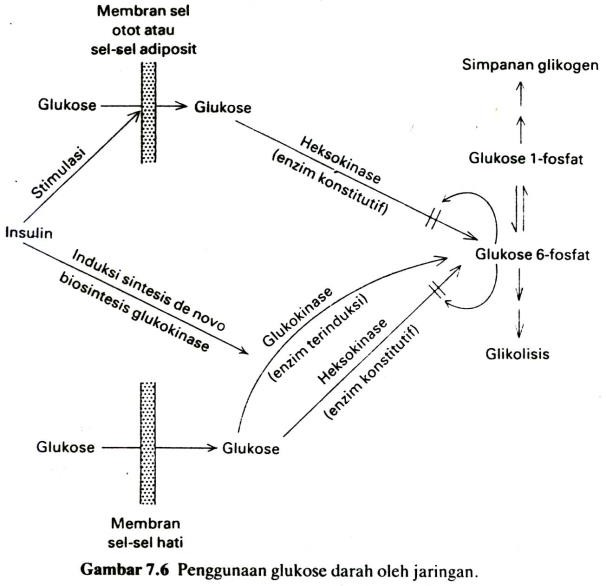 Membran sel
otot atau
sel-sel adiposit
Simpanan glikogen
Glukose
Glukose
Heksokinase
(enzim konstitutif)
Glukose 1-fosfat
Stimulasi
Insulin
Glukose 6-fosfat
Induksi sintesis de novo
biosintesis glukokinase
Glukokinase
(enzim terinduksi)
Heksokinase
(enzim konstitutif)
Glikolisis
Glukose
Glukose
Membran
sel-sel hati
Gambar 7.6 Penggunaan glukose darah oleh jaringan.